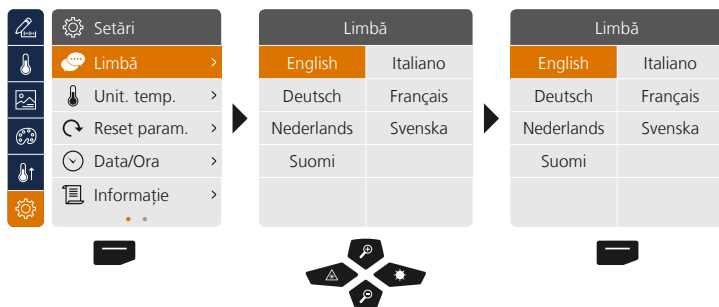 Setări
Limbă
Unit. temp.
Reset param.
Data/Ora
Informație
Limbă
English Italiano
Deutsch Français
Nederlands Svenska
Suomi
Limbă
English Italiano
Deutsch Français
Nederlands Svenska
Suomi